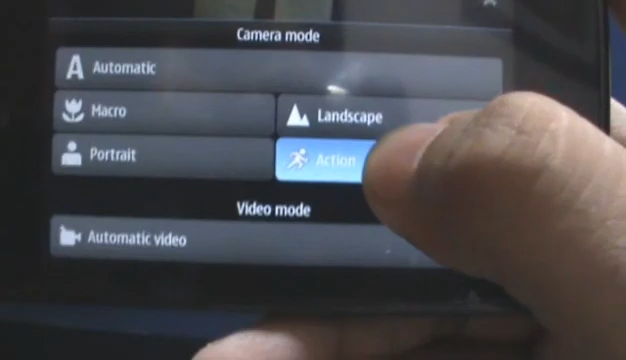 Camera mode
A Automatic
Macro
Landscape
Portrait
Action
Video mode
Automatic video